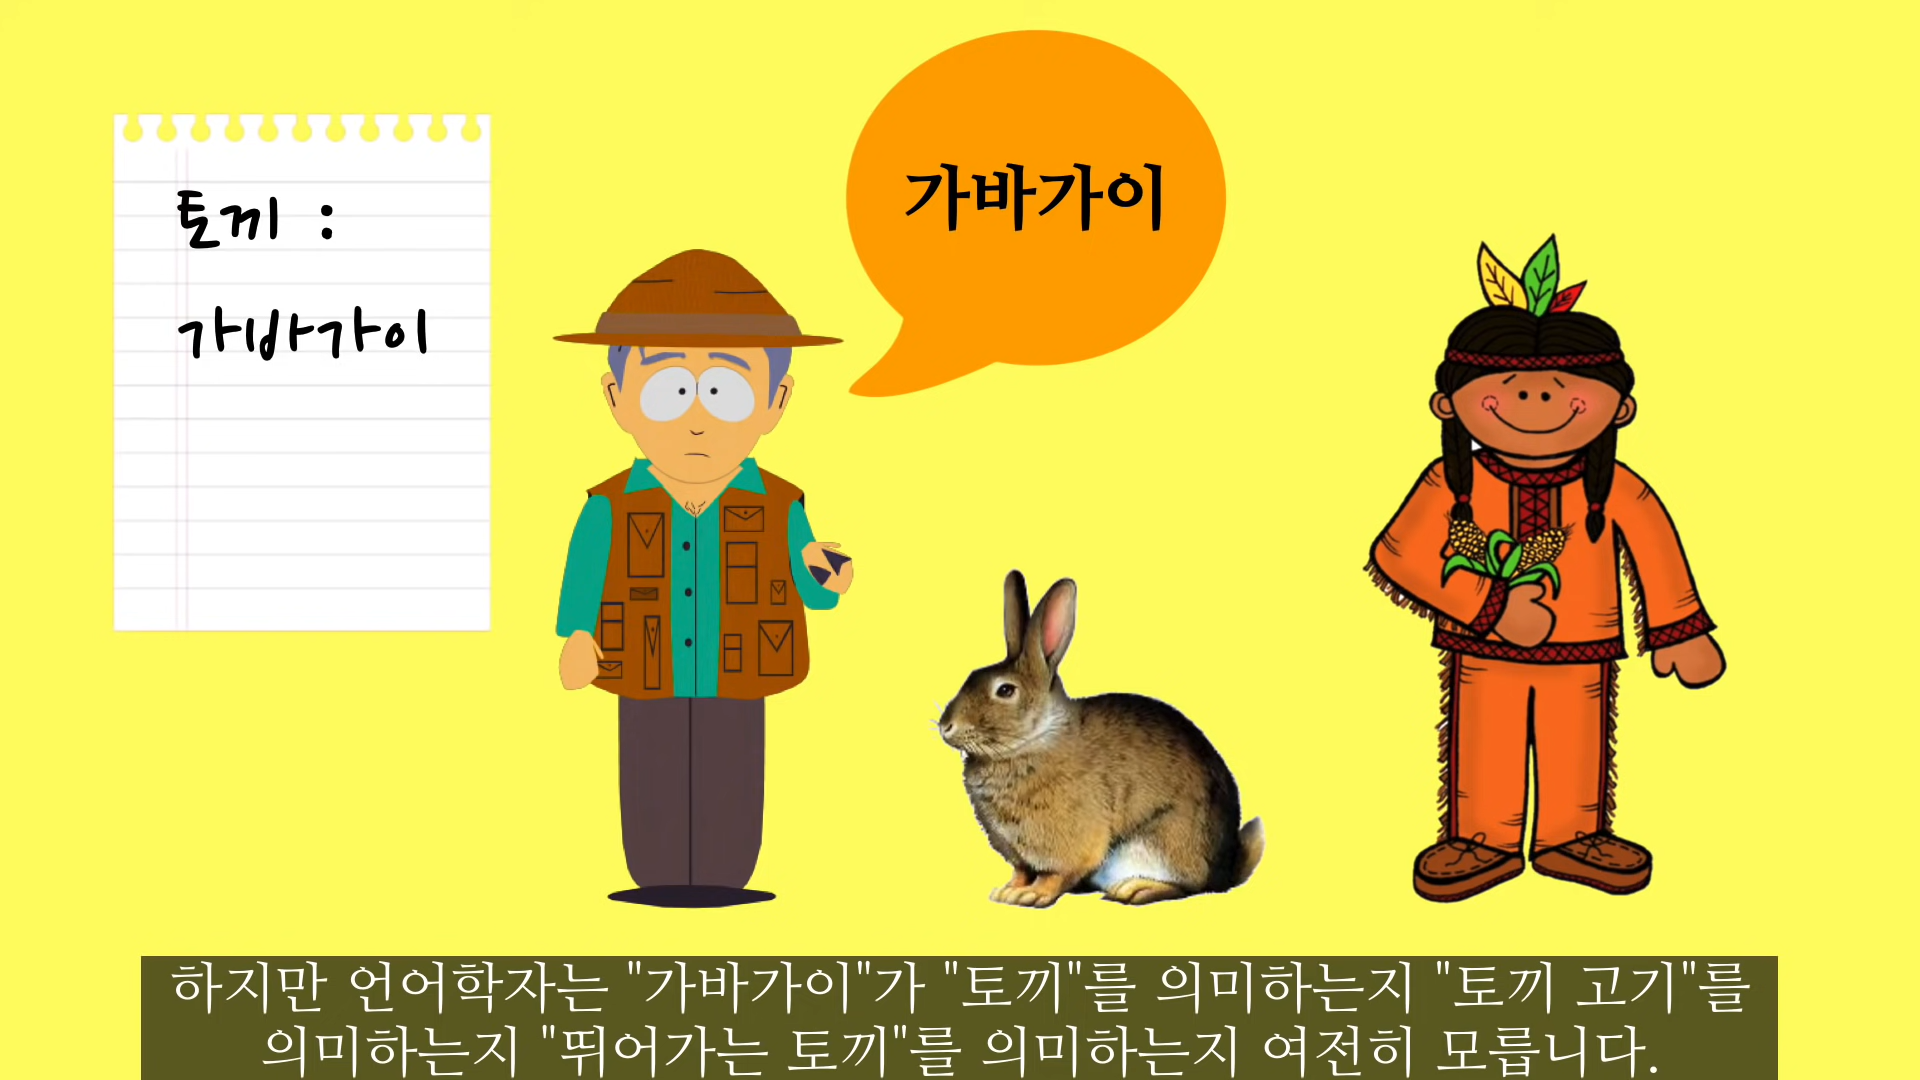 토끼 :
가바가이
가바가이
하지만 언어학자는 "가바가이"가 "토끼"를 의미하는지 "토끼 고기"를
의미하는지 "뛰어가는 토끼"를 의미하는지 여전히 모릅니다.